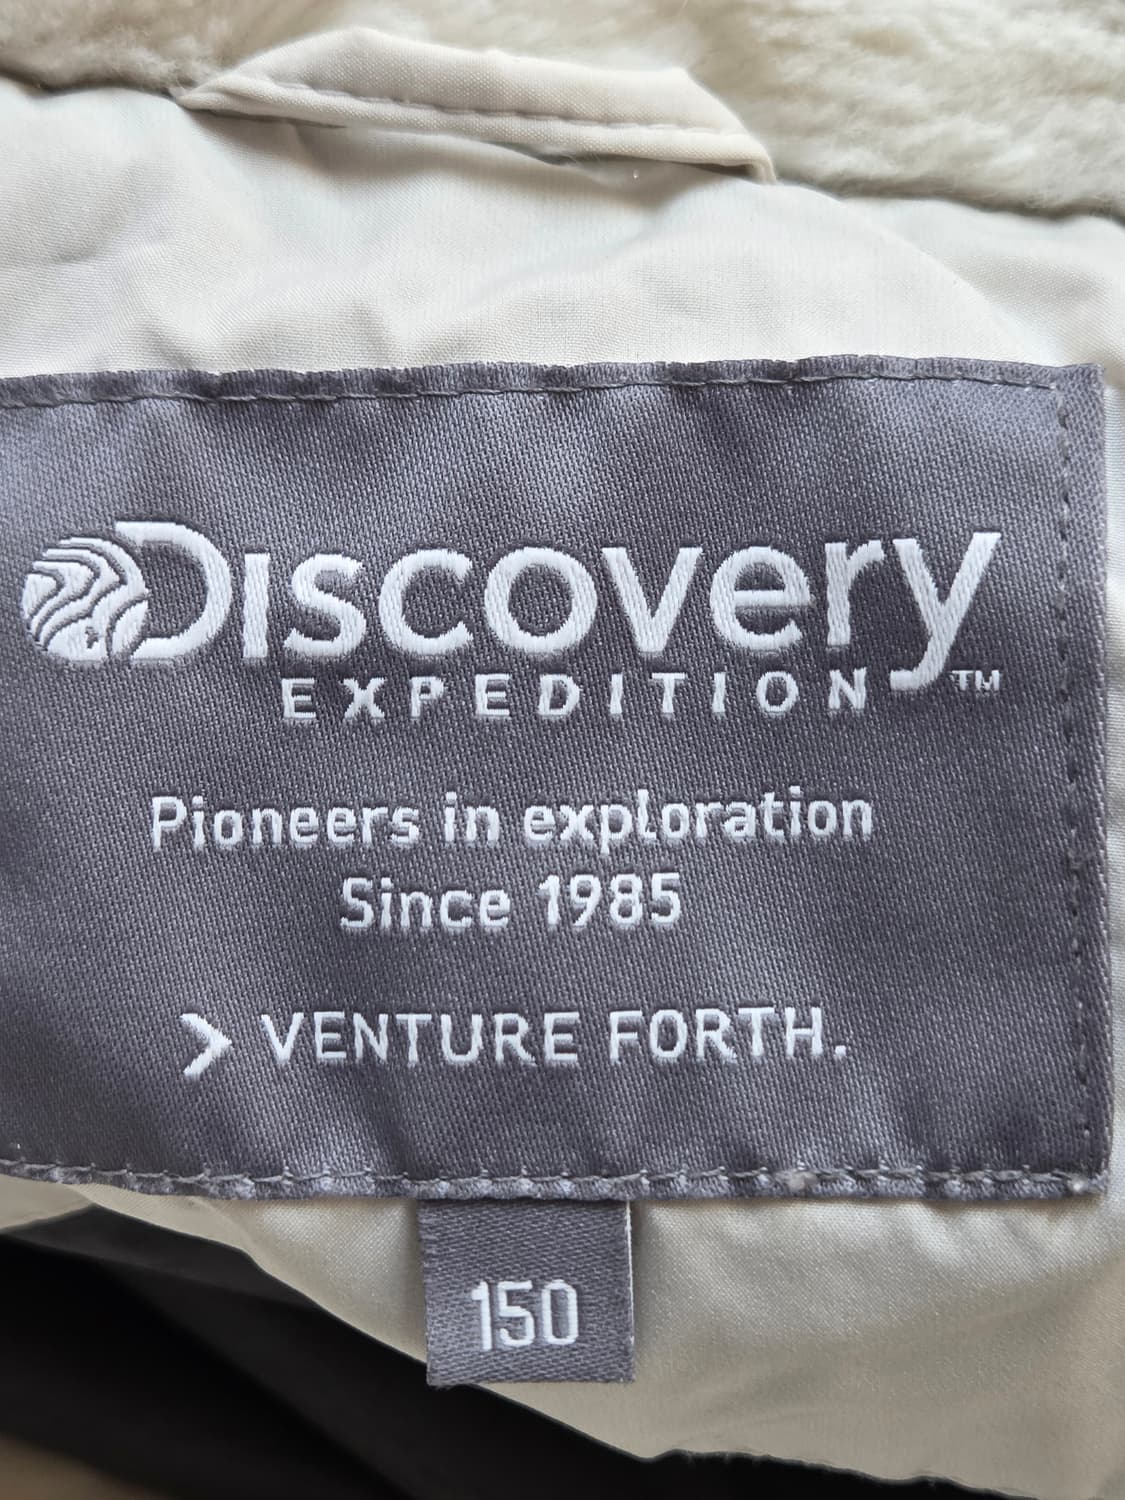 Discovery
EXPEDITION™
Pioneers in exploration
Since 1985
> VENTURE FORTH.
150